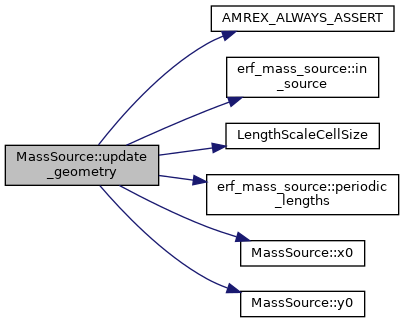 AMREX_ALWAYS_ASSERT
erf_mass_source::in
_source
LengthScaleCellSize
MassSource::update
_geometry
erf_mass_source::periodic
_lengths
MassSource::x0
MassSource::y0